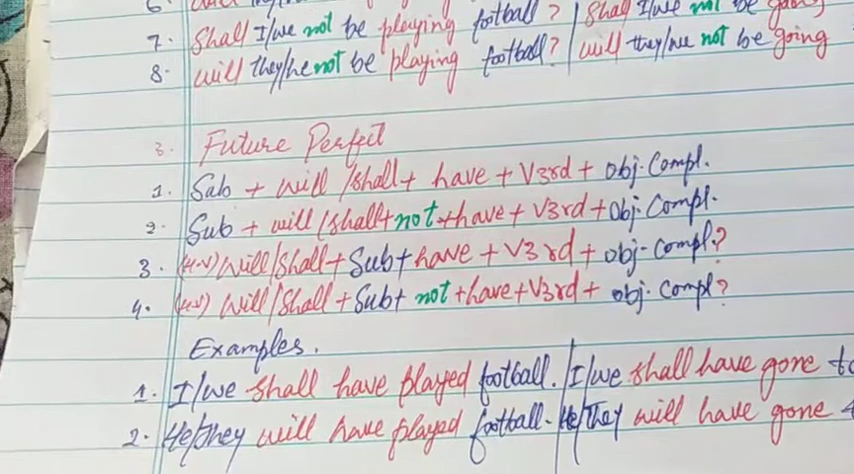 6.
7. Shall I/we not be playing football? | Shall I/we not be going
8. will they/he not be playing football? | will they/we not be going
3. Future Perfect
1. Sub + will /shall + have + V3rd + obj. Compl.
2. Sub + will /shall + not + have + V3rd + Obj. Compl.
3. (H-V) will/shall + Sub + have + V3rd + obj- Compl?
4. (H-V) will/shall + Sub + not + have + V3rd + obj. Compl?
Examples.
1. I/we shall have played football. / I/we shall have gone to
2. He/they will have played football. He/They will have gone